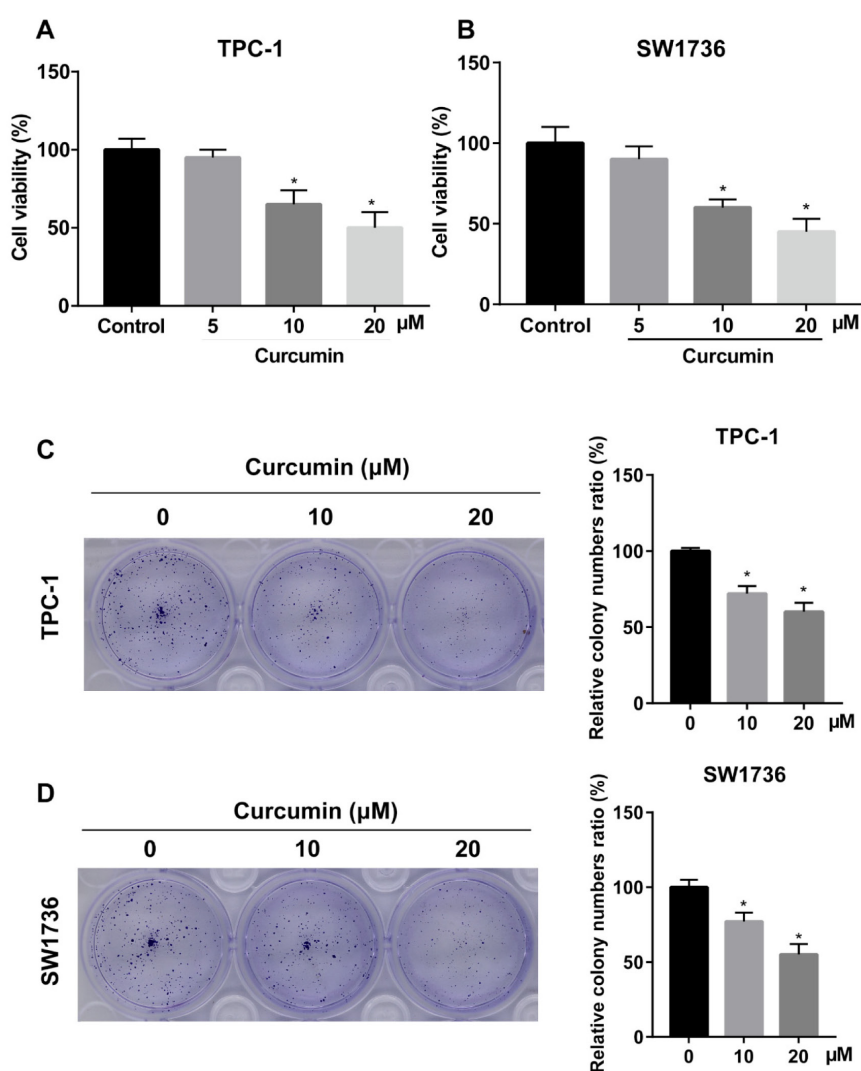 A
TPC-1
Cell viability (%)
150
100
50
0
*
*
Control 5 10 20 µM
Curcumin
B
SW1736
Cell viability (%)
150
100
50
0
*
*
Control 5 10 20 µM
Curcumin
C
Curcumin (µM)
0 10 20
TPC-1
TPC-1
Relative colony numbers ratio (%)
150
100
50
0
*
*
0 10 20 µM
D
Curcumin (µM)
0 10 20
SW1736
SW1736
Relative colony numbers ratio (%)
150
100
50
0
*
*
0 10 20 µM